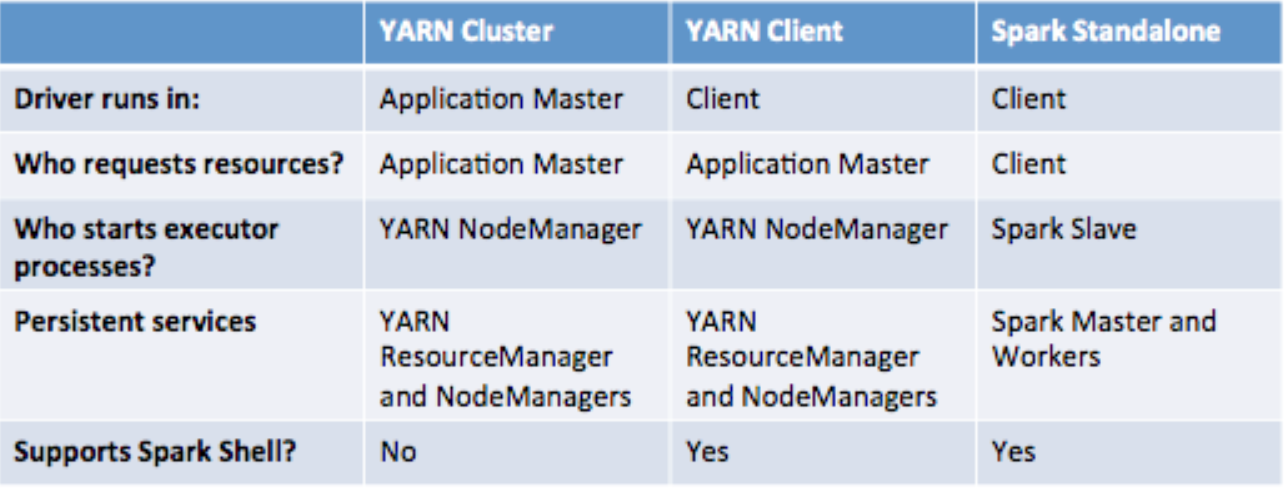 YARN Cluster YARN Client Spark Standalone
Driver runs in: Application Master Client Client
Who requests resources? Application Master Application Master Client
Who starts executor YARN NodeManager YARN NodeManager Spark Slave
processes?
Persistent services YARN YARN Spark Master and
ResourceManager ResourceManager Workers
and NodeManagers and NodeManagers
Supports Spark Shell? No Yes Yes